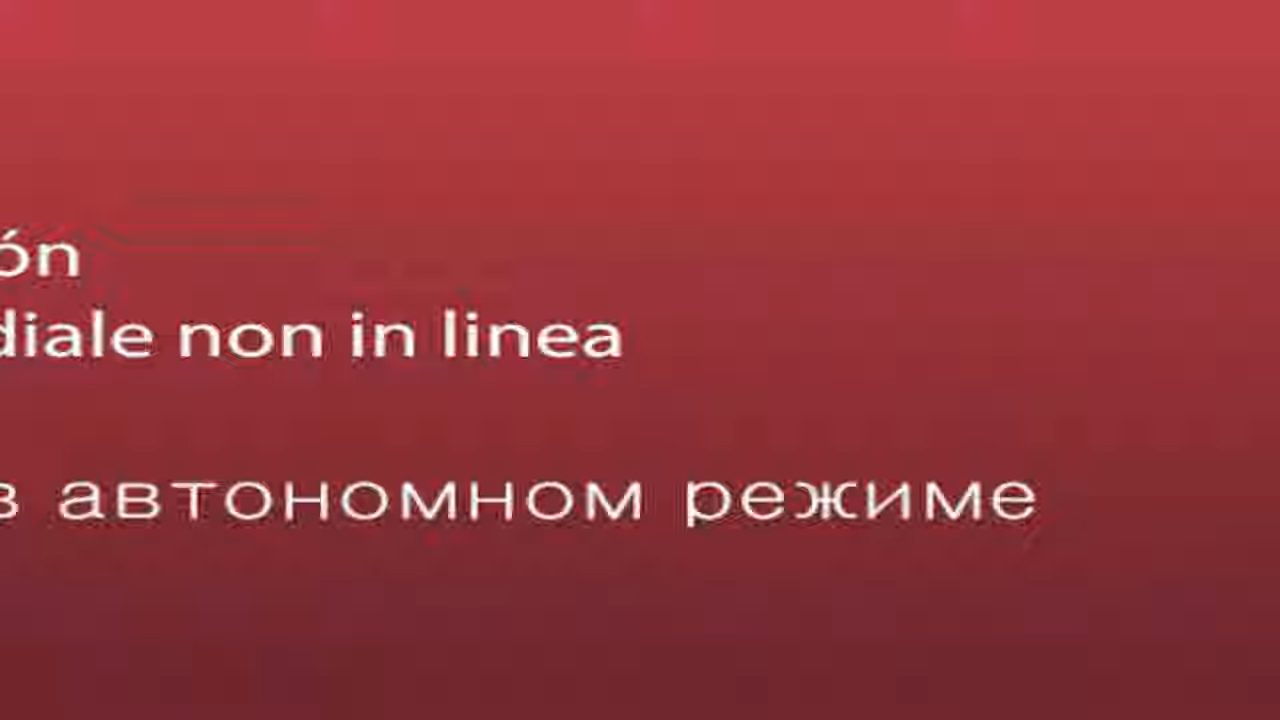 ón
diale non in linea
в автономном режиме